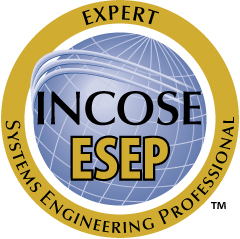 EXPERT
INCOSE
ESEP
SYSTEMS ENGINEERING PROFESSIONAL
™